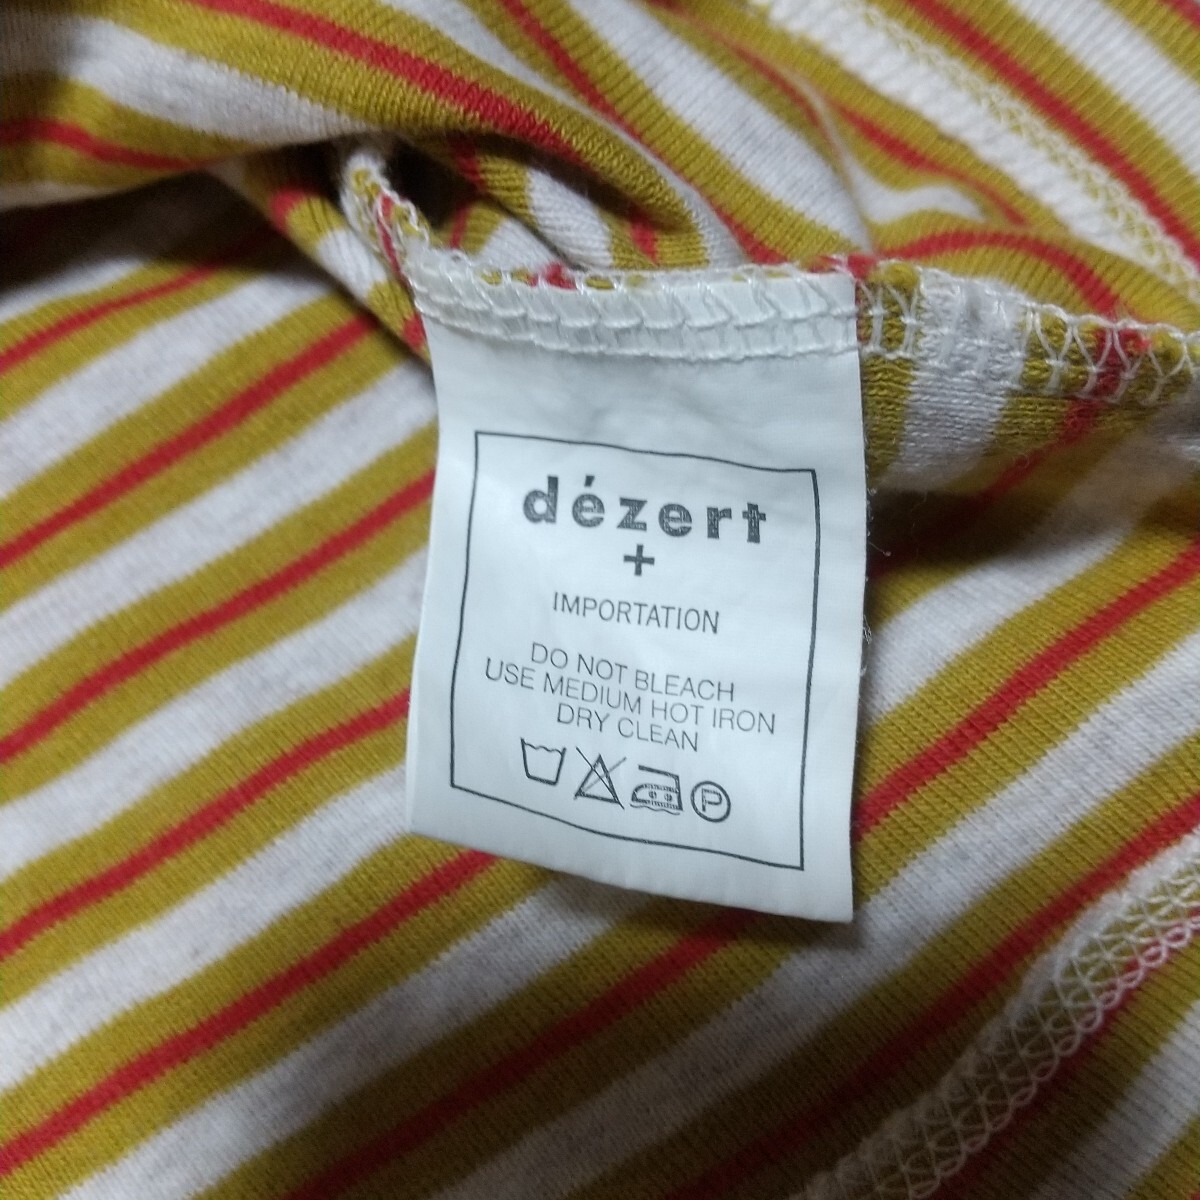 dézert
+
IMPORTATION
DO NOT BLEACH
USE MEDIUM HOT IRON
DRY CLEAN
P